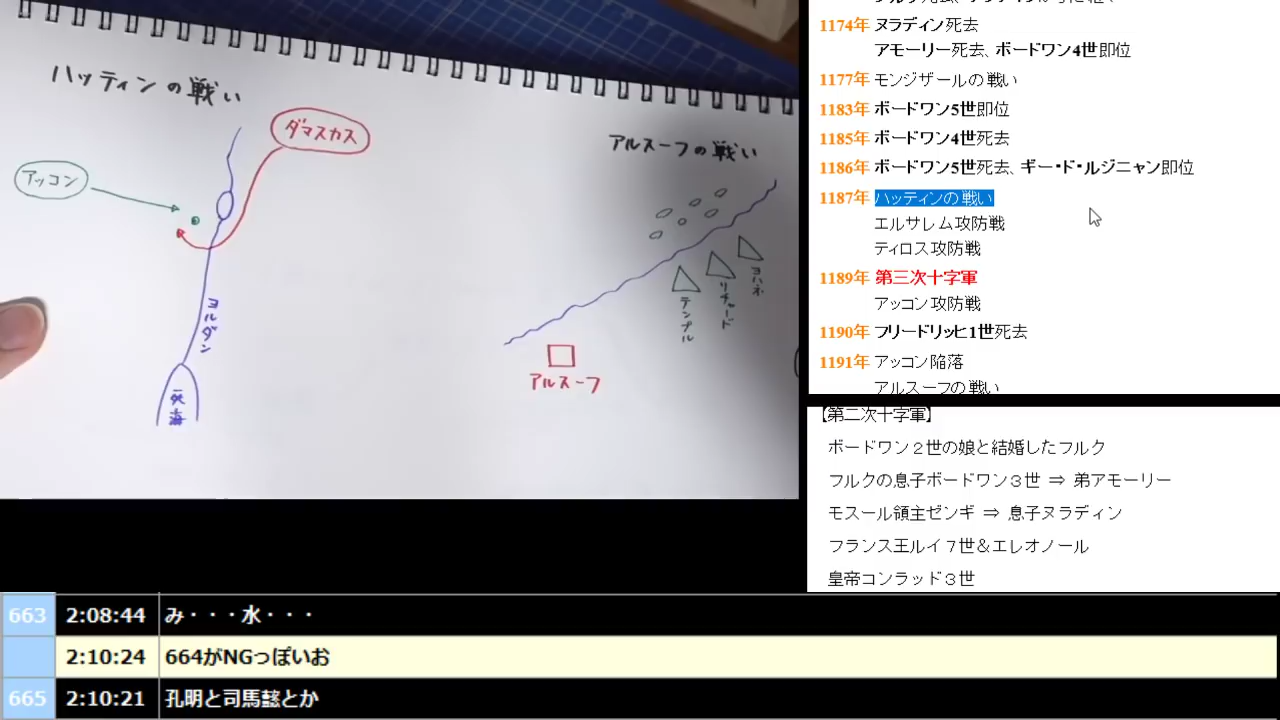 ハッティンの戦い
ダマスカス
アッコン
ヨルダン
死海
アルスーフの戦い
ヨハネ
リチャード
テンプル
アルスーフ
1174年 ヌラディン死去
アモーリー死去、ボードワン4世即位
1177年 モンジザールの戦い
1183年 ボードワン5世即位
1185年 ボードワン4世死去
1186年 ボードワン5世死去、ギー・ド・ルジニャン即位
1187年 ハッティンの戦い
エルサレム攻防戦
ティロス攻防戦
1189年 第三次十字軍
アッコン攻防戦
1190年 フリードリッヒ1世死去
1191年 アッコン陥落
アルスーフの戦い
【第二次十字軍】
ボードワン２世の娘と結婚したフルク
フルクの息子ボードワン３世 ⇒ 弟アモーリー
モスール領主ゼンギ ⇒ 息子ヌラディン
フランス王ルイ７世＆エレオノール
皇帝コンラッド３世
663 2:08:44 み・・・水・・・
2:10:24 664がNGっぽいお
665 2:10:21 孔明と司馬懿とか